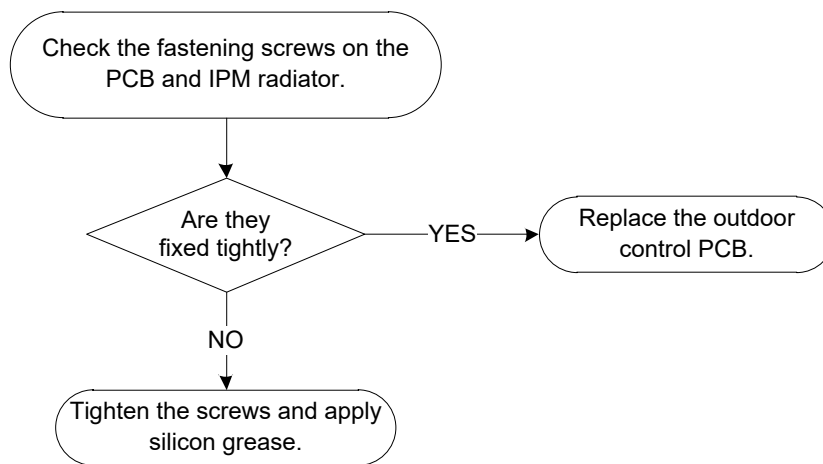 Check the fastening screws on the
PCB and IPM radiator.
Are they
fixed tightly?
YES
Replace the outdoor
control PCB.
NO
Tighten the screws and apply
silicon grease.